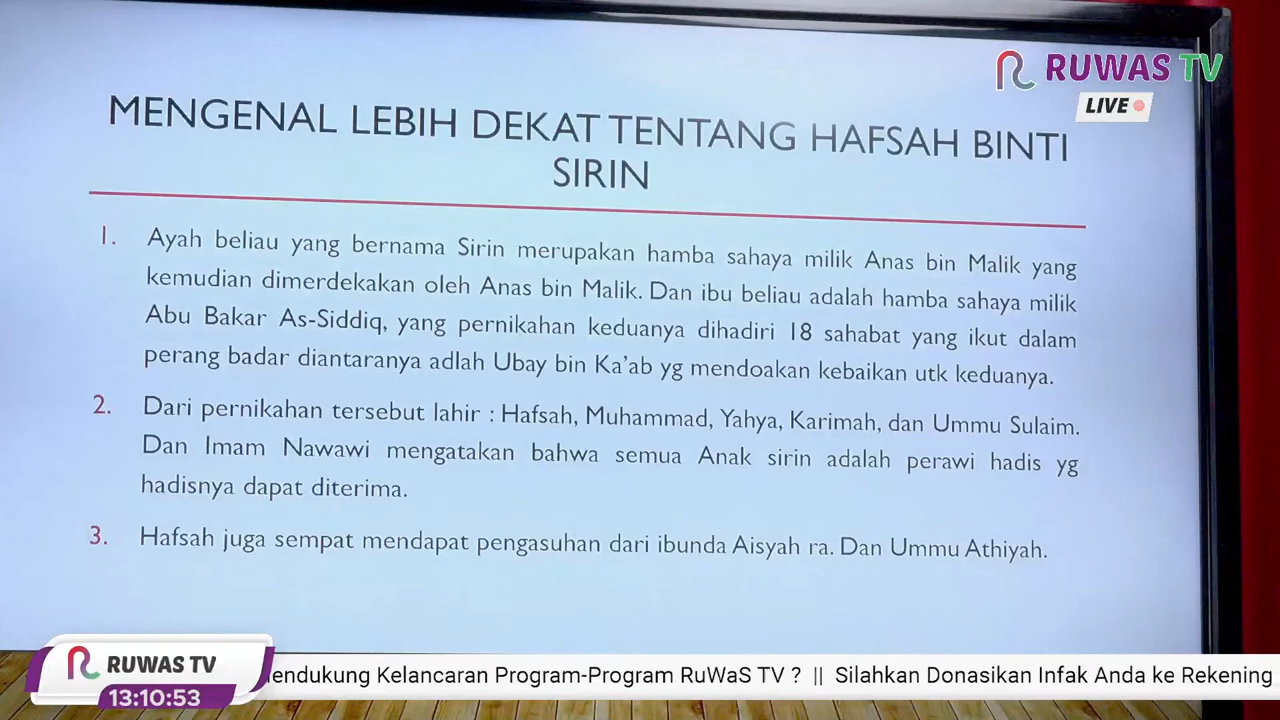 RUWAS TV
LIVE
MENGENAL LEBIH DEKAT TENTANG HAFSAH BINTI
SIRIN
1. Ayah beliau yang bernama Sirin merupakan hamba sahaya milik Anas bin Malik yang
kemudian dimerdekakan oleh Anas bin Malik. Dan ibu beliau adalah hamba sahaya milik
Abu Bakar As-Siddiq, yang pernikahan keduanya dihadiri 18 sahabat yang ikut dalam
perang badar diantaranya adlah Ubay bin Ka'ab yg mendoakan kebaikan utk keduanya.
2. Dari pernikahan tersebut lahir : Hafsah, Muhammad, Yahya, Karimah, dan Ummu Sulaim.
Dan Imam Nawawi mengatakan bahwa semua Anak sirin adalah perawi hadis yg
hadisnya dapat diterima.
3. Hafsah juga sempat mendapat pengasuhan dari ibunda Aisyah ra. Dan Ummu Athiyah.
RUWAS TV
13:10:53
endukung Kelancaran Program-Program RuWaS TV ? || Silahkan Donasikan Infak Anda ke Rekening